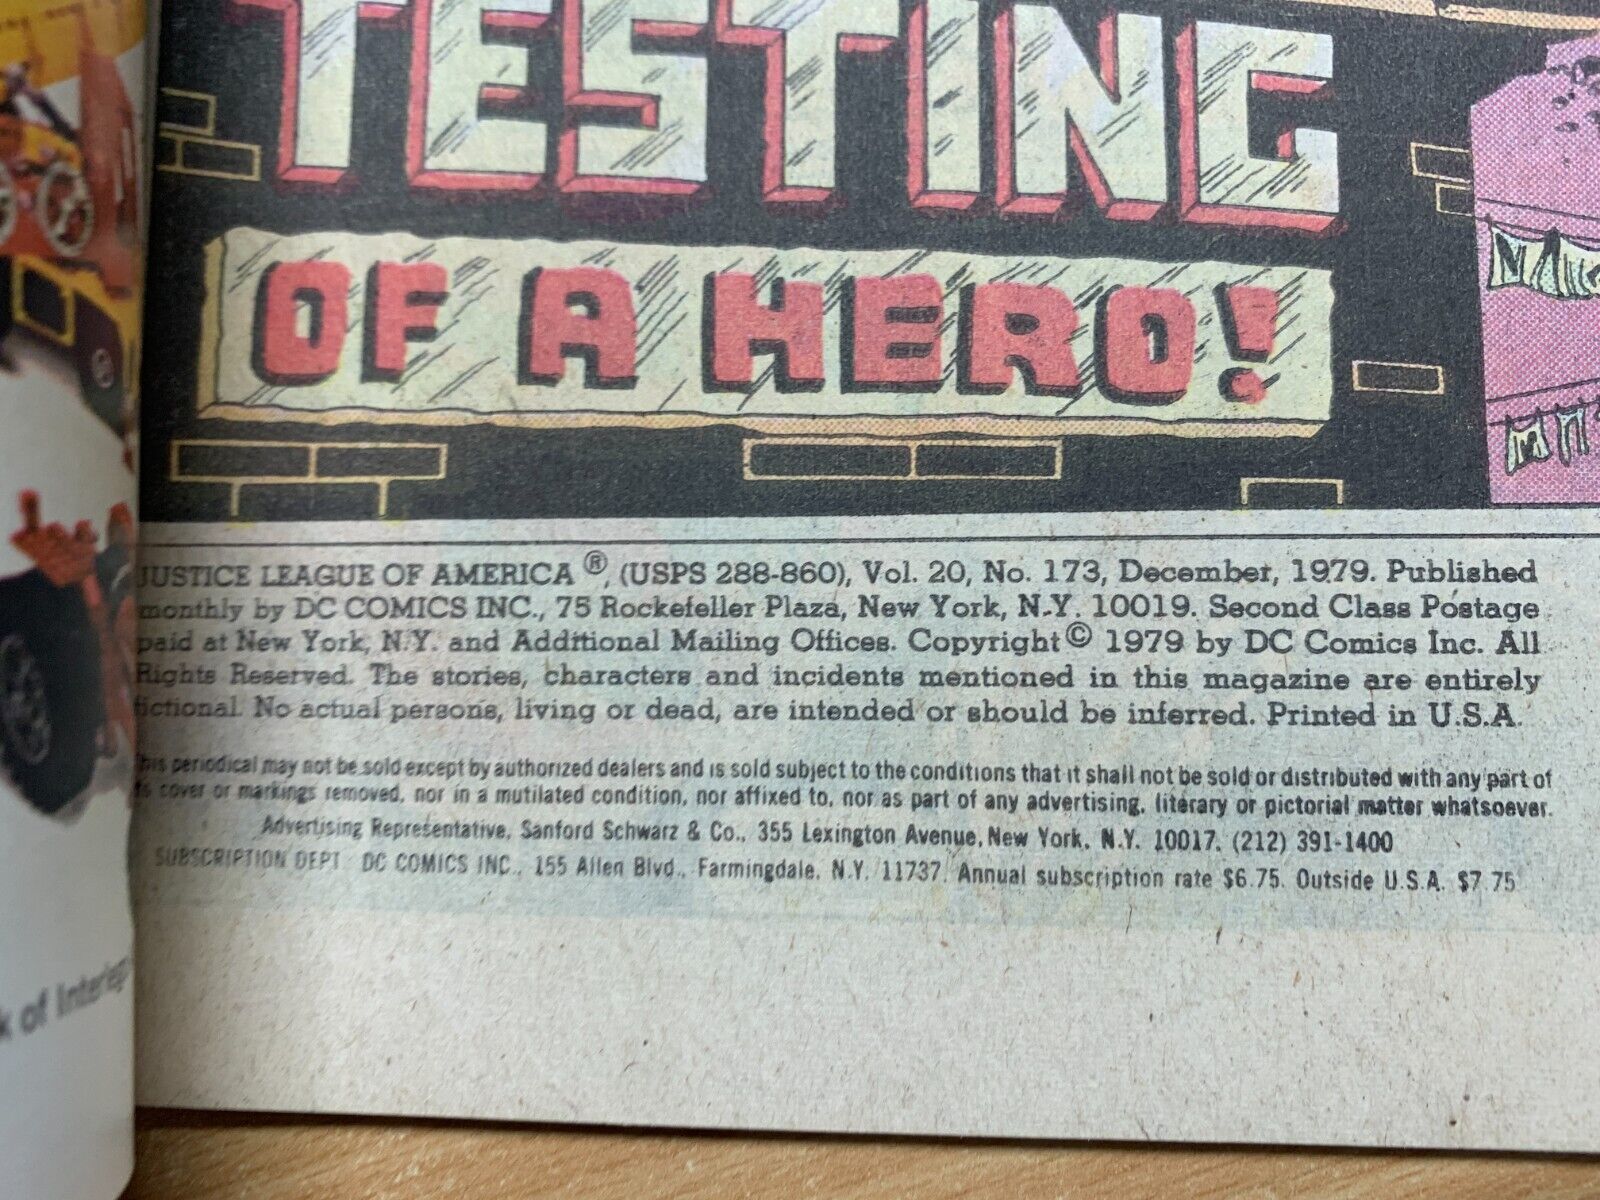 TESTING
OF A HERO!
JUSTICE LEAGUE OF AMERICA ®, (USPS 288-860), Vol. 20, No. 173, December, 1979. Published
monthly by DC COMICS INC., 75 Rockefeller Plaza, New York, N.Y. 10019. Second Class Postage
paid at New York, N.Y. and Additional Mailing Offices. Copyright © 1979 by DC Comics Inc. All
Rights Reserved. The stories, characters and incidents mentioned in this magazine are entirely
fictional. No actual persons, living or dead, are intended or should be inferred. Printed in U.S.A.
This periodical may not be sold except by authorized dealers and is sold subject to the conditions that it shall not be sold or distributed with any part of
its cover or markings removed, nor in a mutilated condition, nor affixed to, nor as part of any advertising, literary or pictorial matter whatsoever.
Advertising Representative, Sanford Schwarz & Co., 355 Lexington Avenue, New York, N.Y. 10017, (212) 391-1400
SUBSCRIPTION DEPT. DC COMICS INC., 155 Allen Blvd., Farmingdale, N.Y. 11737. Annual subscription rate $6.75. Outside U.S.A. $7.75
k of Interlego